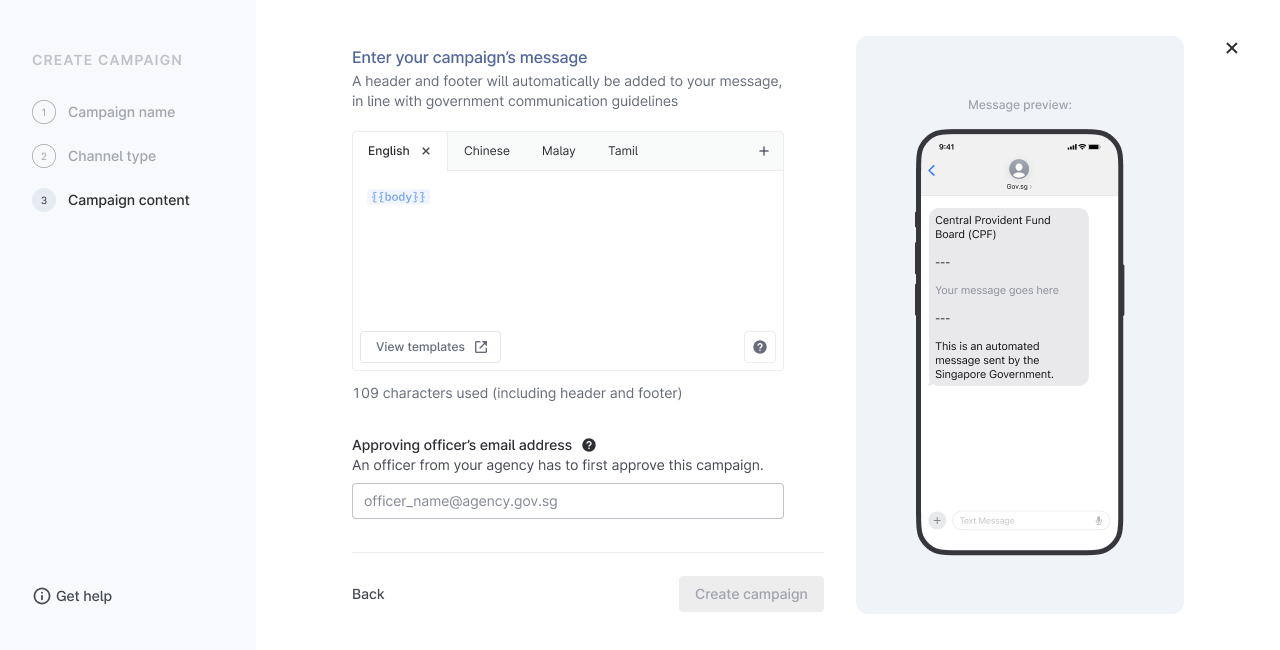 CREATE CAMPAIGN
1 Campaign name
2 Channel type
3 Campaign content
Get help
Enter your campaign’s message
A header and footer will automatically be added to your message,
in line with government communication guidelines
English Chinese Malay Tamil
{{body}}
View templates
109 characters used (including header and footer)
Approving officer’s email address
An officer from your agency has to first approve this campaign.
officer_name@agency.gov.sg
Back
Create campaign
Message preview:
9:41
Gov.sg
Central Provident Fund
Board (CPF)
---
Your message goes here
---
This is an automated
message sent by the
Singapore Government.
Text Message